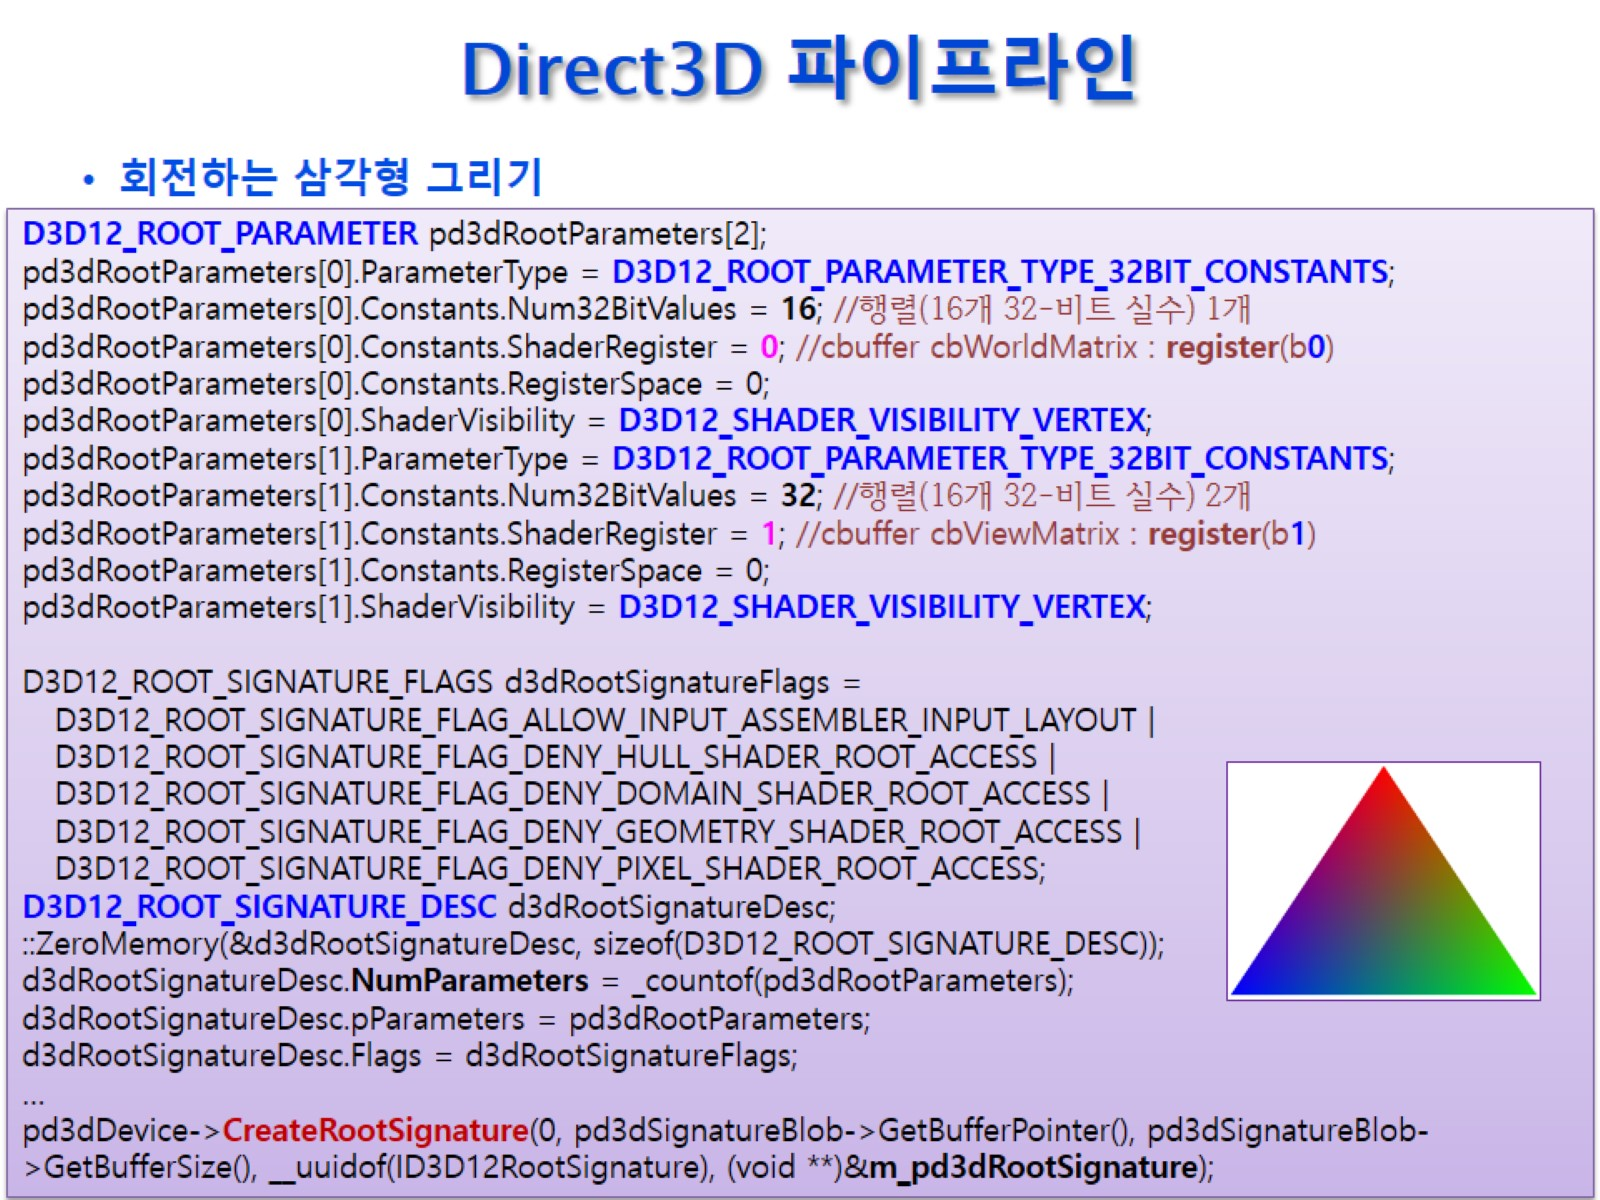 Direct3D 파이프라인
• 회전하는 삼각형 그리기
D3D12_ROOT_PARAMETER pd3dRootParameters[2];
pd3dRootParameters[0].ParameterType = D3D12_ROOT_PARAMETER_TYPE_32BIT_CONSTANTS;
pd3dRootParameters[0].Constants.Num32BitValues = 16; //행렬(16개 32-비트 실수) 1개
pd3dRootParameters[0].Constants.ShaderRegister = 0; //cbuffer cbWorldMatrix : register(b0)
pd3dRootParameters[0].Constants.RegisterSpace = 0;
pd3dRootParameters[0].ShaderVisibility = D3D12_SHADER_VISIBILITY_VERTEX;
pd3dRootParameters[1].ParameterType = D3D12_ROOT_PARAMETER_TYPE_32BIT_CONSTANTS;
pd3dRootParameters[1].Constants.Num32BitValues = 32; //행렬(16개 32-비트 실수) 2개
pd3dRootParameters[1].Constants.ShaderRegister = 1; //cbuffer cbViewMatrix : register(b1)
pd3dRootParameters[1].Constants.RegisterSpace = 0;
pd3dRootParameters[1].ShaderVisibility = D3D12_SHADER_VISIBILITY_VERTEX;
D3D12_ROOT_SIGNATURE_FLAGS d3dRootSignatureFlags =
D3D12_ROOT_SIGNATURE_FLAG_ALLOW_INPUT_ASSEMBLER_INPUT_LAYOUT |
D3D12_ROOT_SIGNATURE_FLAG_DENY_HULL_SHADER_ROOT_ACCESS |
D3D12_ROOT_SIGNATURE_FLAG_DENY_DOMAIN_SHADER_ROOT_ACCESS |
D3D12_ROOT_SIGNATURE_FLAG_DENY_GEOMETRY_SHADER_ROOT_ACCESS |
D3D12_ROOT_SIGNATURE_FLAG_DENY_PIXEL_SHADER_ROOT_ACCESS;
D3D12_ROOT_SIGNATURE_DESC d3dRootSignatureDesc;
::ZeroMemory(&d3dRootSignatureDesc, sizeof(D3D12_ROOT_SIGNATURE_DESC));
d3dRootSignatureDesc.NumParameters = _countof(pd3dRootParameters);
d3dRootSignatureDesc.pParameters = pd3dRootParameters;
d3dRootSignatureDesc.Flags = d3dRootSignatureFlags;
...
pd3dDevice->CreateRootSignature(0, pd3dSignatureBlob->GetBufferPointer(), pd3dSignatureBlob-
>GetBufferSize(), __uuidof(ID3D12RootSignature), (void **)&m_pd3dRootSignature);